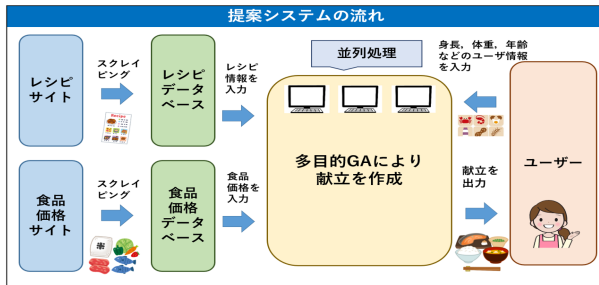 提案システムの流れ
レシピ
サイト
スクレイ
ピング
レシピ
データ
ベース
レシピ
情報を
入力
並列処理
多目的GAにより
献立を作成
身長，体重，年齢
などのユーザ情報
を入力
ユーザー
献立を
出力
食品
価格
サイト
スクレイ
ピング
食品
価格
データ
ベース
食品
価格を
入力
米